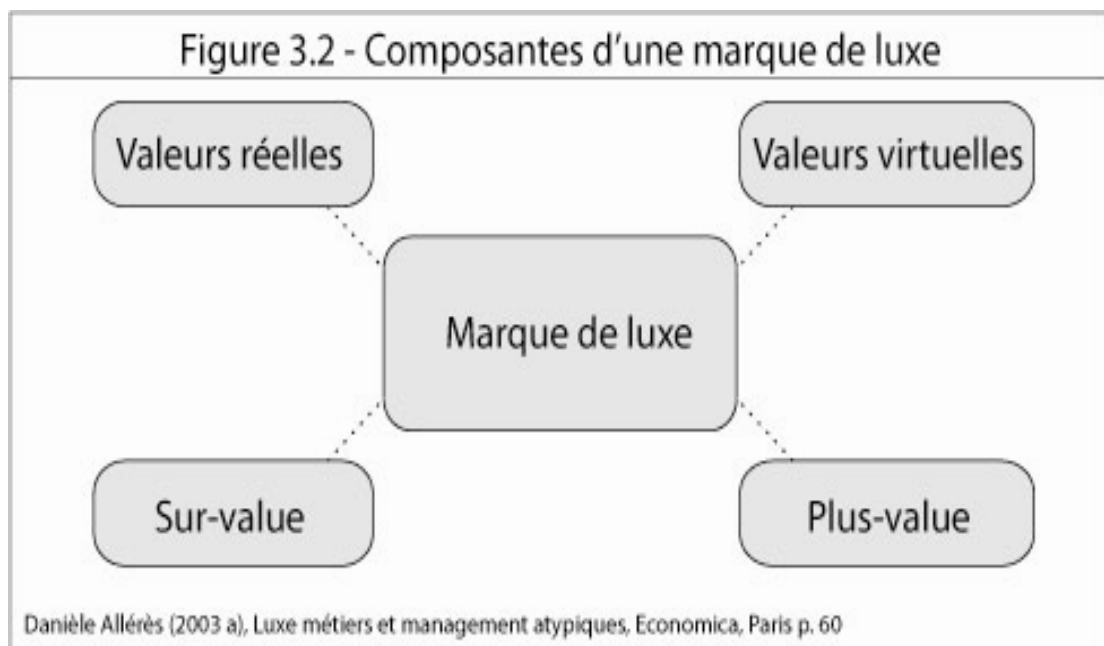 Figure 3.2 - Composantes d'une marque de luxe
Valeurs réelles
Valeurs virtuelles
Marque de luxe
Sur-value
Plus-value
Danièle Allérès (2003 a), Luxe métiers et management atypiques, Economica, Paris p. 60